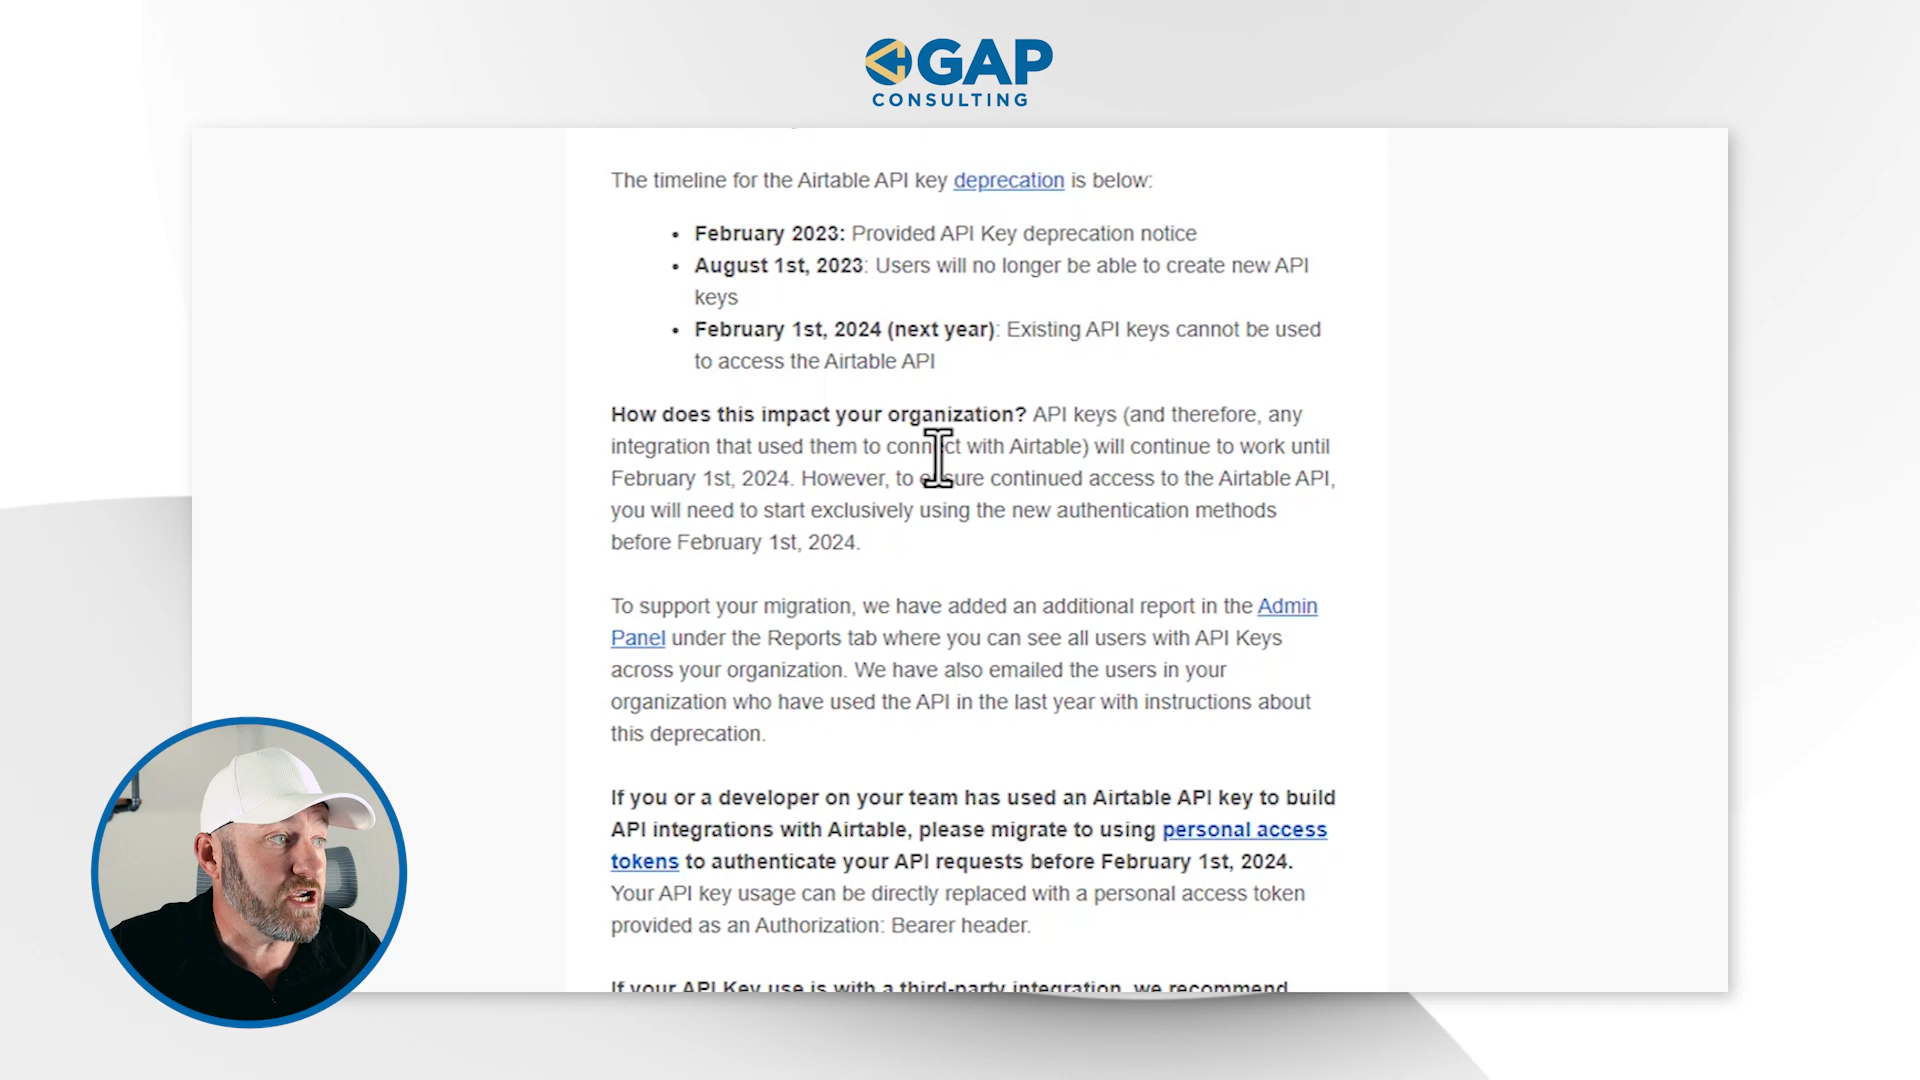 GAP
CONSULTING
The timeline for the Airtable API key deprecation is below:
• February 2023: Provided API Key deprecation notice
• August 1st, 2023: Users will no longer be able to create new API
keys
• February 1st, 2024 (next year): Existing API keys cannot be used
to access the Airtable API
How does this impact your organization? API keys (and therefore, any
integration that used them to connect with Airtable) will continue to work until
February 1st, 2024. However, to ensure continued access to the Airtable API,
you will need to start exclusively using the new authentication methods
before February 1st, 2024.
To support your migration, we have added an additional report in the Admin
Panel under the Reports tab where you can see all users with API Keys
across your organization. We have also emailed the users in your
organization who have used the API in the last year with instructions about
this deprecation.
If you or a developer on your team has used an Airtable API key to build
API integrations with Airtable, please migrate to using personal access
tokens to authenticate your API requests before February 1st, 2024.
Your API key usage can be directly replaced with a personal access token
provided as an Authorization: Bearer header.
If your API Key use is with a third-party integration, we recommend